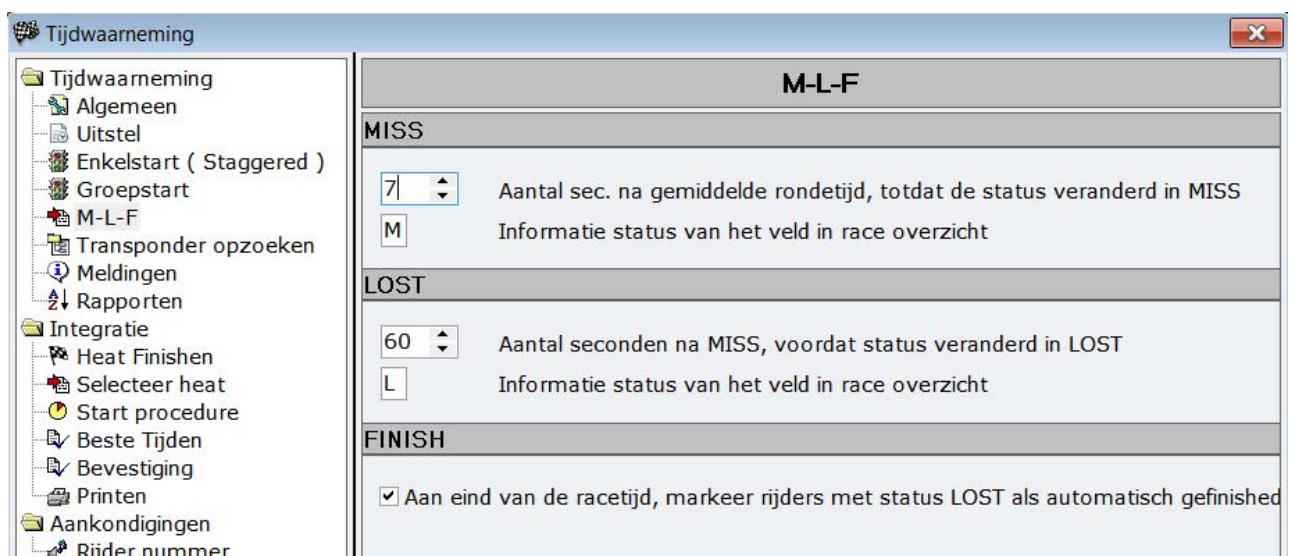 Tijdwaarneming
Tijdwaarneming
Algemeen
Uitstel
Enkelstart ( Staggered )
Groepstart
M-L-F
Transponder opzoeken
Meldingen
Rapporten
Integratie
Heat Finishen
Selecteer heat
Start procedure
Beste Tijden
Bevestiging
Printen
Aankondigingen
Rijder nummer
M-L-F
MISS
7 Aantal sec. na gemiddelde rondetijd, totdat de status veranderd in MISS
M Informatie status van het veld in race overzicht
LOST
60 Aantal seconden na MISS, voordat status veranderd in LOST
L Informatie status van het veld in race overzicht
FINISH
Aan eind van de racetijd, markeer rijders met status LOST als automatisch gefinished